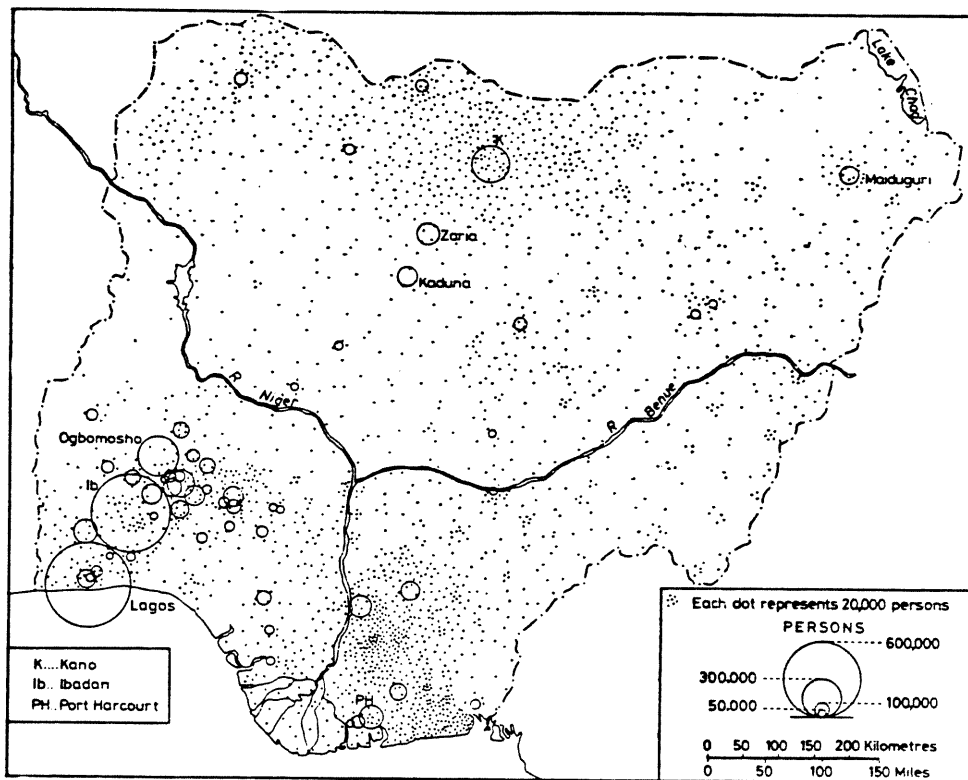 Lake Chad
K
Maiduguri
Zaria
Kaduna
R Niger
R Benue
Ogbomosho
Ib
Lagos
PH
K.... Kano
Ib.. Ibadan
PH.. Port Harcourt
Each dot represents 20,000 persons
PERSONS
600,000
300.000
50.000
100,000
0 50 100 150 200 Kilometres
0 50 100 150 Miles